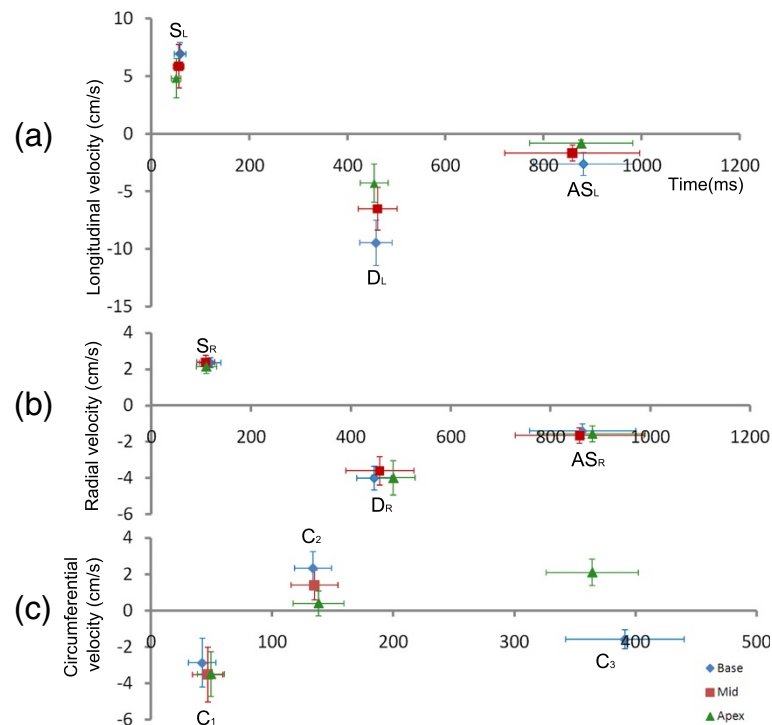 (a)
Longitudinal velocity (cm/s)
10
5
0
-5
-10
-15
0 200 400 600 800 1000 1200
Time(ms)
SL
DL
ASL
(b)
Radial velocity (cm/s)
4
2
0
-2
-4
-6
0 200 400 600 800 1000 1200
SR
DR
ASR
(c)
Circumferential
velocity (cm/s)
4
2
0
-2
-4
-6
0 100 200 300 400 500
C2
C1
C3
Base
Mid
Apex